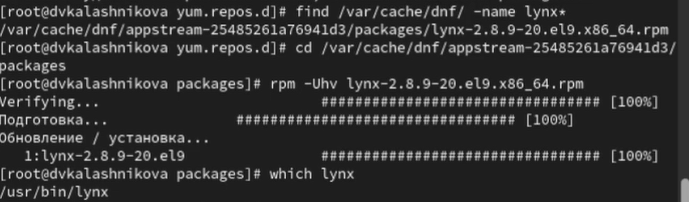 [root@dvkalashnikova yum.repos.d]# find /var/cache/dnf/ -name lynx*
/var/cache/dnf/appstream-25485261a76941d3/packages/lynx-2.8.9-20.el9.x86_64.rpm
[root@dvkalashnikova yum.repos.d]# cd /var/cache/dnf/appstream-25485261a76941d3/
packages
[root@dvkalashnikova packages]# rpm -Uhv lynx-2.8.9-20.el9.x86_64.rpm
Verifying...                          ################################# [100%]
Подготовка...               ################################# [100%]
Обновление / установка...
   1:lynx-2.8.9-20.el9                ################################# [100%]
[root@dvkalashnikova packages]# which lynx
/usr/bin/lynx